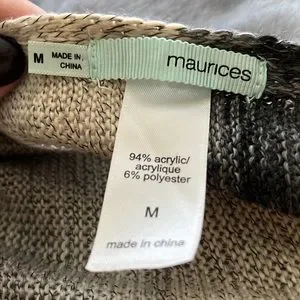 M
MADE IN
CHINA
maurices
94% acrylic/
acrylique
6% polyester
M
made in china